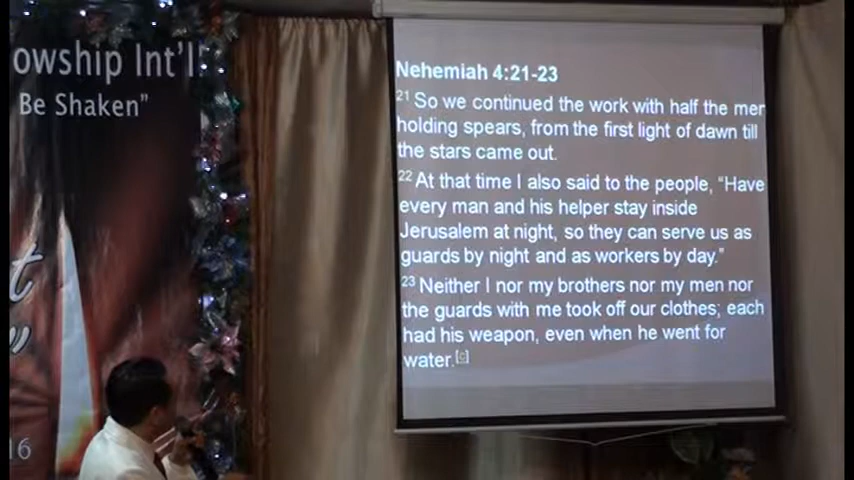 owship Int'l
Be Shaken"
t
"
16
Nehemiah 4:21-23
21 So we continued the work with half the men
holding spears, from the first light of dawn till
the stars came out.
22 At that time I also said to the people, "Have
every man and his helper stay inside
Jerusalem at night, so they can serve us as
guards by night and as workers by day."
23 Neither I nor my brothers nor my men nor
the guards with me took off our clothes; each
had his weapon, even when he went for
water.[c]